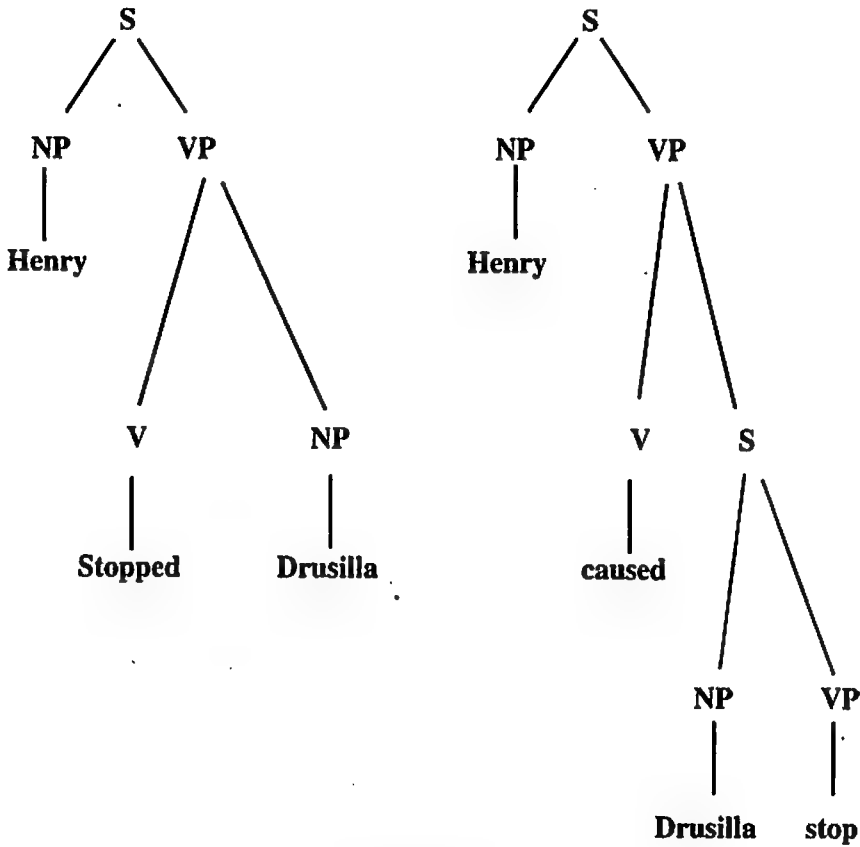 S S
NP VP NP VP
Henry Henry
V NP V S
Stopped Drusilla caused
NP VP
Drusilla stop